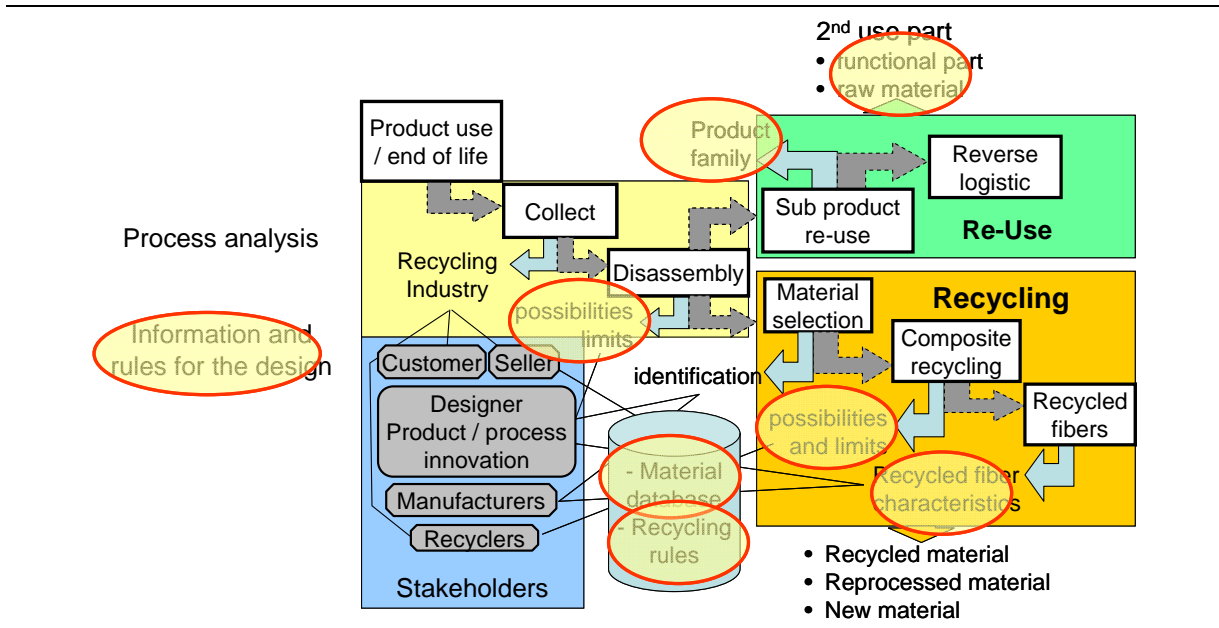 2nd use part
• functional part
• raw material
Product use
/ end of life
Product
family
Reverse
logistic
Collect
Sub product
re-use
Re-Use
Process analysis
Recycling
Industry
Disassembly
possibilities
limits
Material
selection
Recycling
Composite
recycling
Recycled
fibers
Information and
rules for the design
Customer
Seller
identification
Designer
Product / process
innovation
possibilities
and limits
Manufacturers
- Material
database
Recycled fiber
characteristics
Recyclers
- Recycling
rules
Stakeholders
• Recycled material
• Reprocessed material
• New material